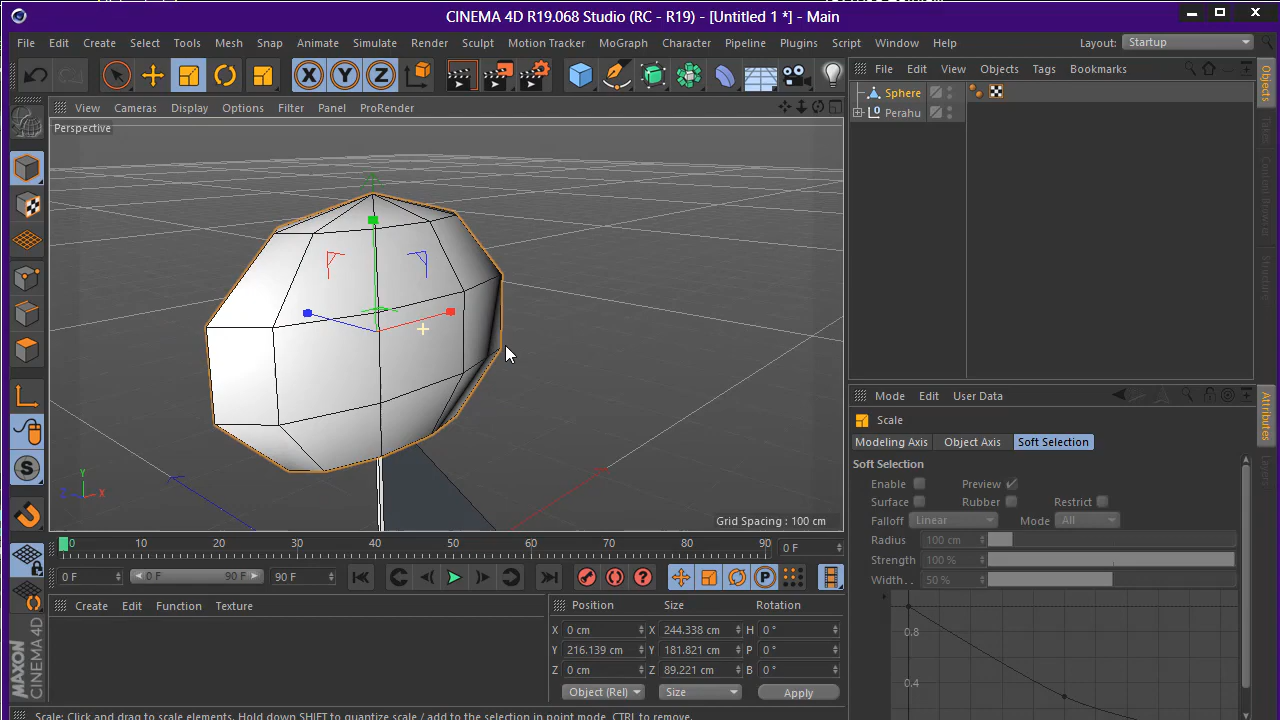 CINEMA 4D R19.068 Studio (RC - R19) - [Untitled 1 *] - Main
File Edit Create Select Tools Mesh Snap Animate Simulate Render Sculpt Motion Tracker MoGraph Character Pipeline Plugins Script Window Help Layout: Startup
X Y Z
File Edit View Objects Tags Bookmarks
View Cameras Display Options Filter Panel ProRender
Perspective
Sphere
Perahu
Objects
Takes
Content Browser
Structure
Mode Edit User Data
Scale
Modeling Axis Object Axis Soft Selection
Soft Selection
Enable Preview
Surface Rubber Restrict
Falloff Linear Mode All
Radius 100 cm
Strength 100 %
Width.. 50 %
0.8
0.4
Attributes
Layers
Y
Z X
Grid Spacing : 100 cm
0 10 20 30 40 50 60 70 80 90 0 F
0 F 0 F 90 F 90 F
Create Edit Function Texture
Position Size Rotation
X 0 cm X 244.338 cm H 0 °
Y 216.139 cm Y 181.821 cm P 0 °
Z 0 cm Z 89.221 cm B 0 °
Object (Rel) Size Apply
MAXON
CINEMA 4D
Scale: Click and drag to scale elements. Hold down SHIFT to quantize scale / add to the selection in point mode, CTRL to remove.